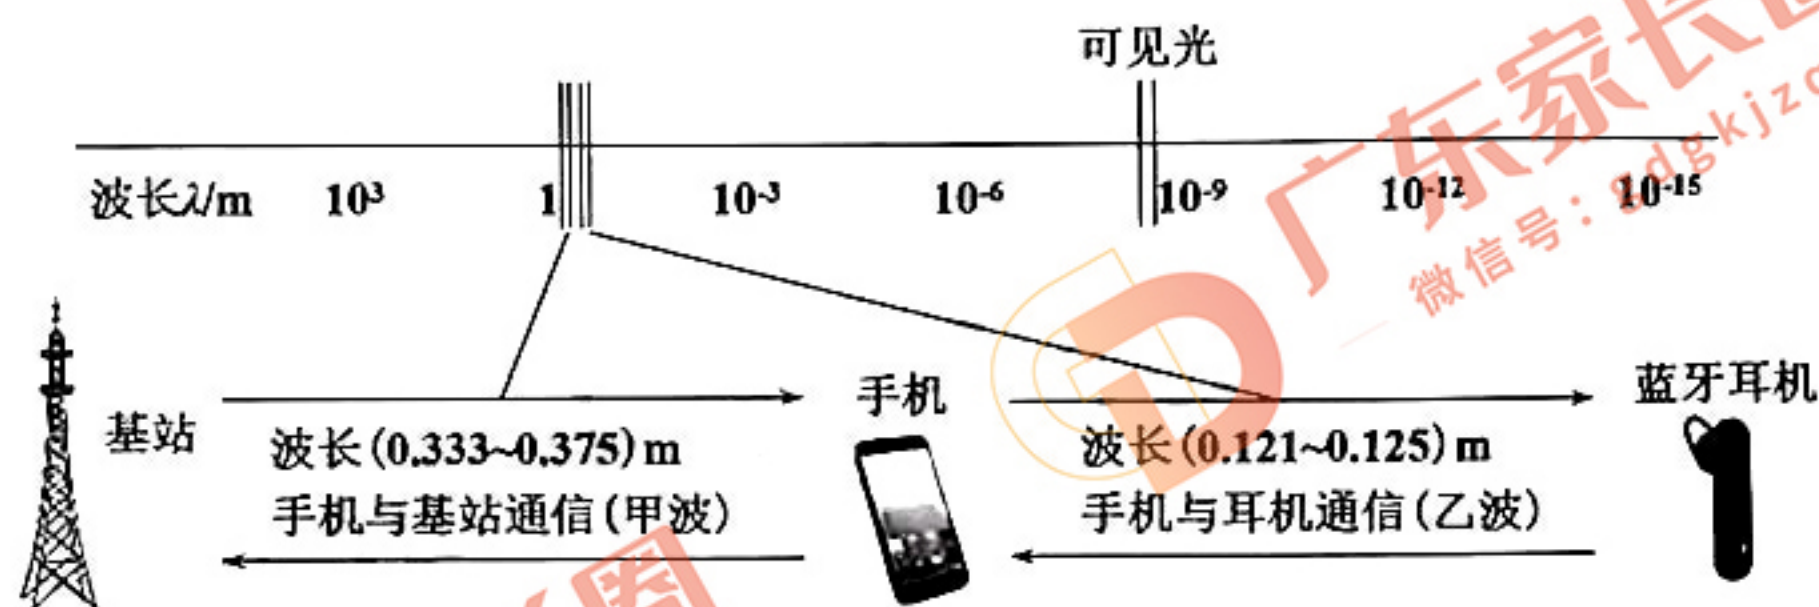 可见光
波长λ/m 10³ 1 10⁻³ 10⁻⁶ 10⁻⁹ 10⁻¹² 10⁻¹⁵
基站
波长(0.333~0.375)m
手机与基站通信(甲波)
手机
波长(0.121~0.125)m
手机与耳机通信(乙波)
蓝牙耳机
广东家长
微信号：gdgkjz
圈